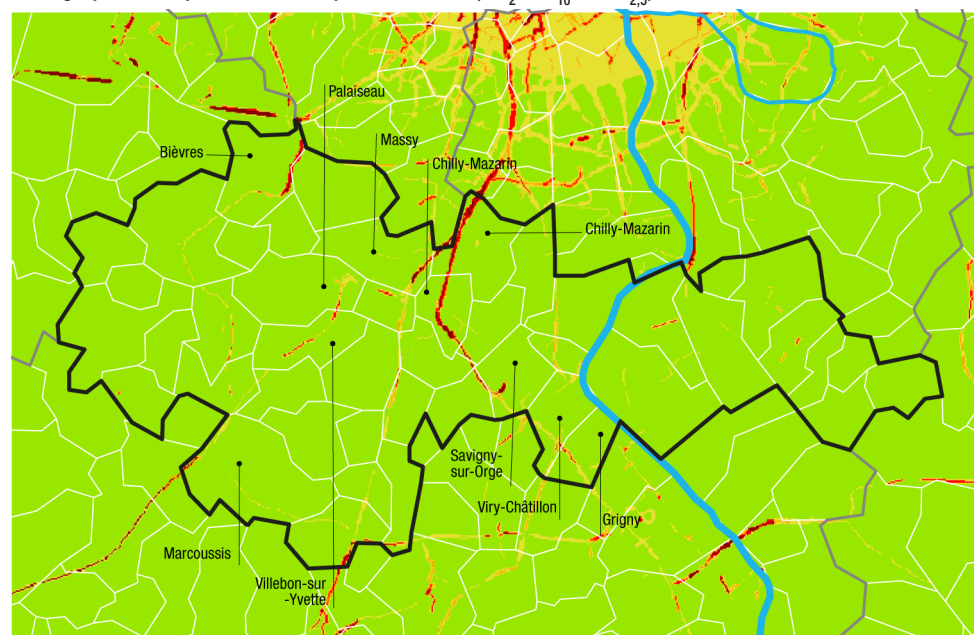 Palaiseau
Massy
Bièvres
Chilly-Mazarin
Chilly-Mazarin
Savigny-
sur-Orge
Viry-Châtillon
Grigny
Marcoussis
Villebon-sur
-Yvette